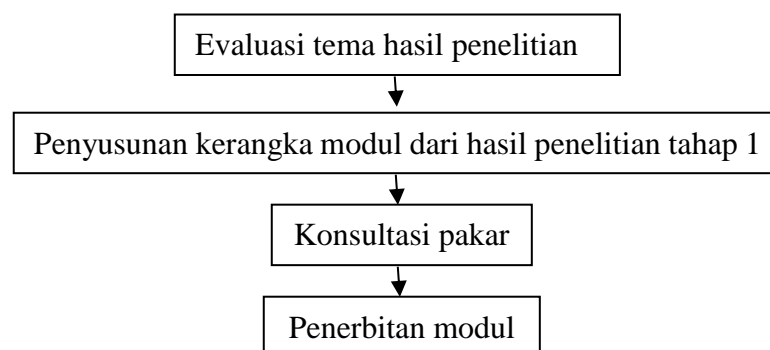 Evaluasi tema hasil penelitian
Penyusunan kerangka modul dari hasil penelitian tahap 1
Konsultasi pakar
Penerbitan modul